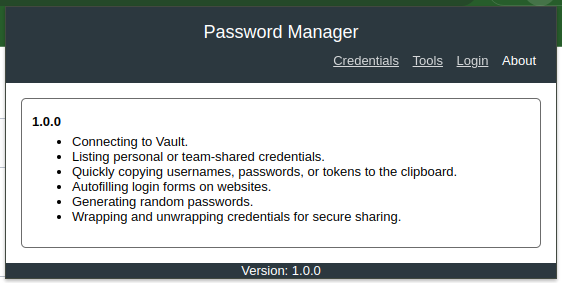 Password Manager
Credentials Tools Login About
1.0.0
• Connecting to Vault.
• Listing personal or team-shared credentials.
• Quickly copying usernames, passwords, or tokens to the clipboard.
• Autofilling login forms on websites.
• Generating random passwords.
• Wrapping and unwrapping credentials for secure sharing.
Version: 1.0.0